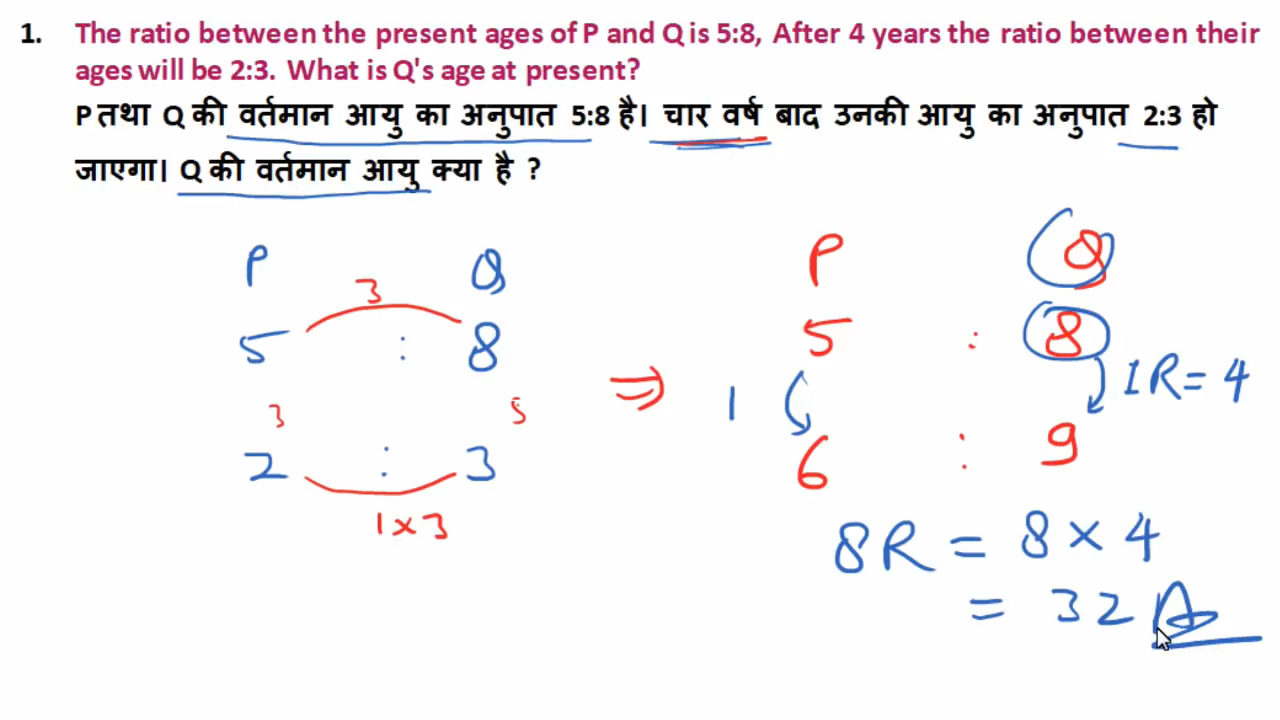 1. The ratio between the present ages of P and Q is 5:8, After 4 years the ratio between their
ages will be 2:3. What is Q's age at present?
P तथा Q की वर्तमान आयु का अनुपात 5:8 है। चार वर्ष बाद उनकी आयु का अनुपात 2:3 हो
जाएगा। Q की वर्तमान आयु क्या है ?
P Q
3
5 : 8
3 5
2 : 3
1 x 3
⇒
P Q
5 : 8
1 1R = 4
6 : 9
8R = 8 × 4
= 32 A